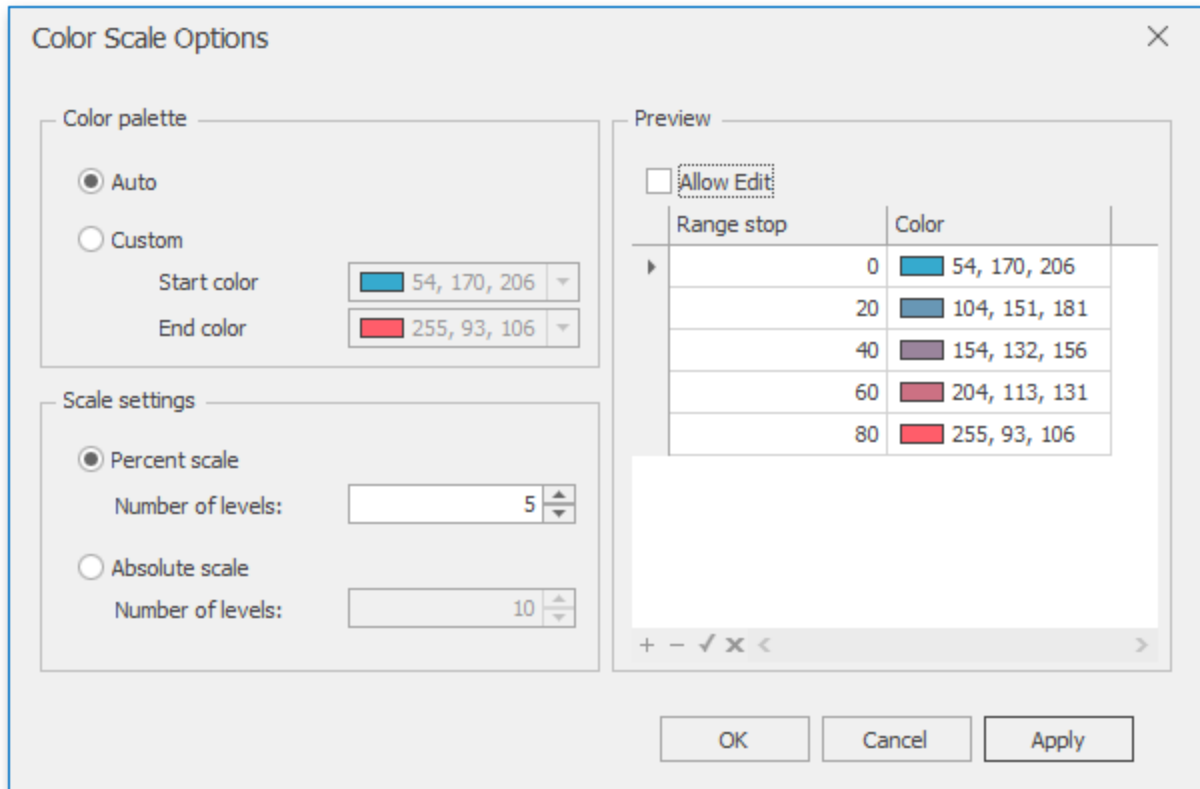 Color Scale Options
Color palette
Auto
Custom
Start color 54, 170, 206
End color 255, 93, 106
Scale settings
Percent scale
Number of levels: 5
Absolute scale
Number of levels: 10
Preview
Allow Edit
Range stop Color
0 54, 170, 206
20 104, 151, 181
40 154, 132, 156
60 204, 113, 131
80 255, 93, 106
OK Cancel Apply